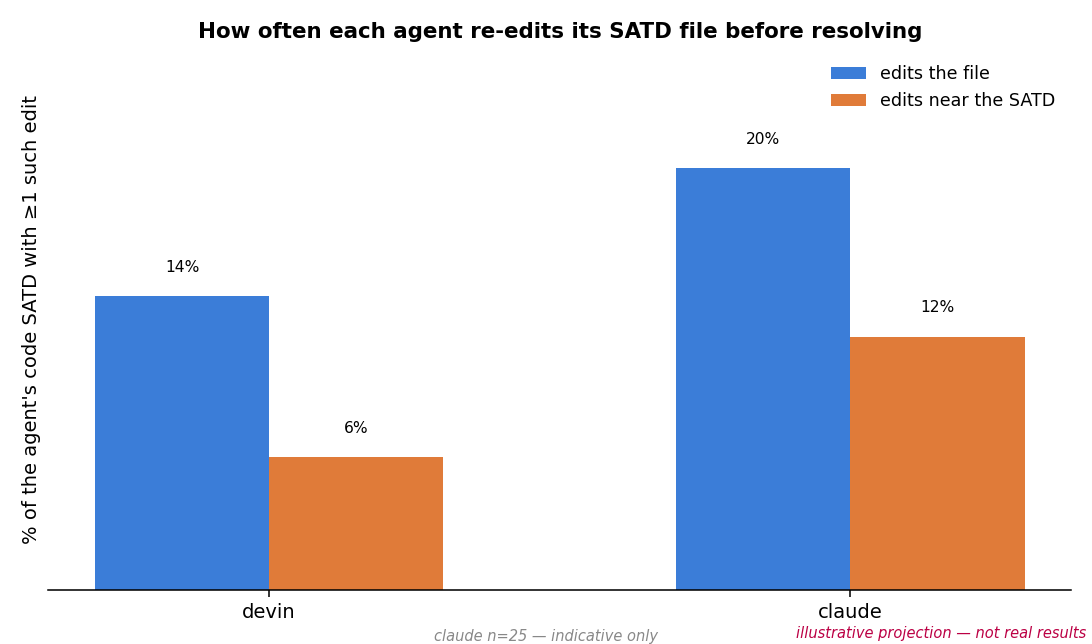 How often each agent re-edits its SATD file before resolving
edits the file
edits near the SATD
% of the agent's code SATD with ≥1 such edit
14%
6%
20%
12%
devin
claude
claude n=25 — indicative only
illustrative projection — not real results